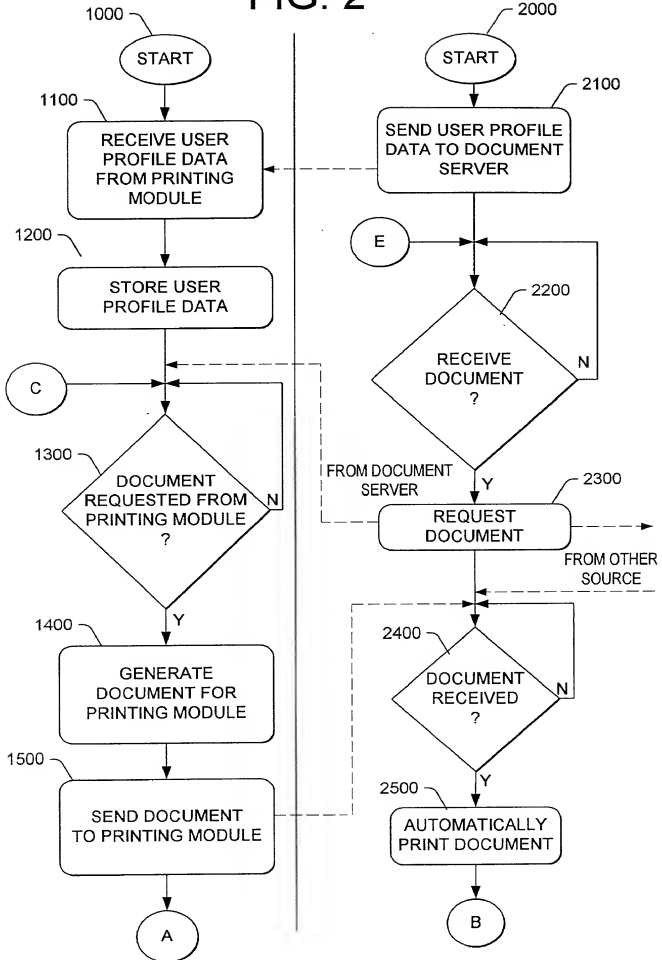 FIG. 2
1000
START
1100
RECEIVE USER
PROFILE DATA
FROM PRINTING
MODULE
1200
STORE USER
PROFILE DATA
C
1300
DOCUMENT
REQUESTED FROM
PRINTING MODULE
?
N
Y
1400
GENERATE
DOCUMENT FOR
PRINTING MODULE
1500
SEND DOCUMENT
TO PRINTING MODULE
A
2000
START
2100
SEND USER PROFILE
DATA TO DOCUMENT
SERVER
E
2200
RECEIVE
DOCUMENT
?
N
Y
FROM DOCUMENT
SERVER
2300
REQUEST
DOCUMENT
FROM OTHER
SOURCE
2400
DOCUMENT
RECEIVED
?
N
Y
2500
AUTOMATICALLY
PRINT DOCUMENT
B